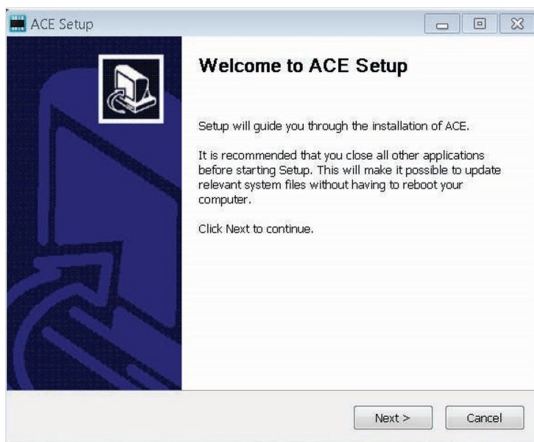 ACE Setup
Welcome to ACE Setup
Setup will guide you through the installation of ACE.
It is recommended that you close all other applications
before starting Setup. This will make it possible to update
relevant system files without having to reboot your
computer.
Click Next to continue.
Next >
Cancel